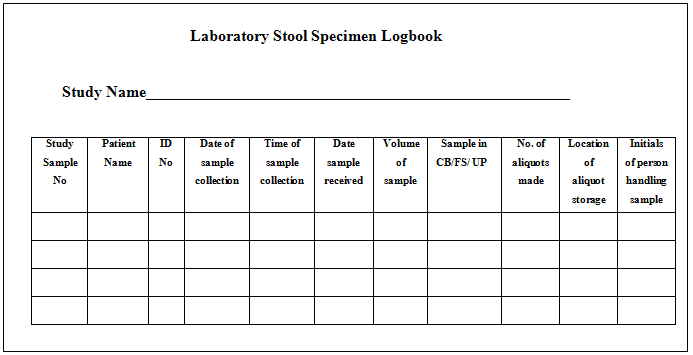 Laboratory Stool Specimen Logbook
Study Name_____________________________________________________
Study Patient ID Date of Time of Date Volume Sample in No. of Location Initials
Sample Name No sample sample sample of CB/FS/ UP aliquots of of person
No collection collection received sample made aliquot handling
storage sample